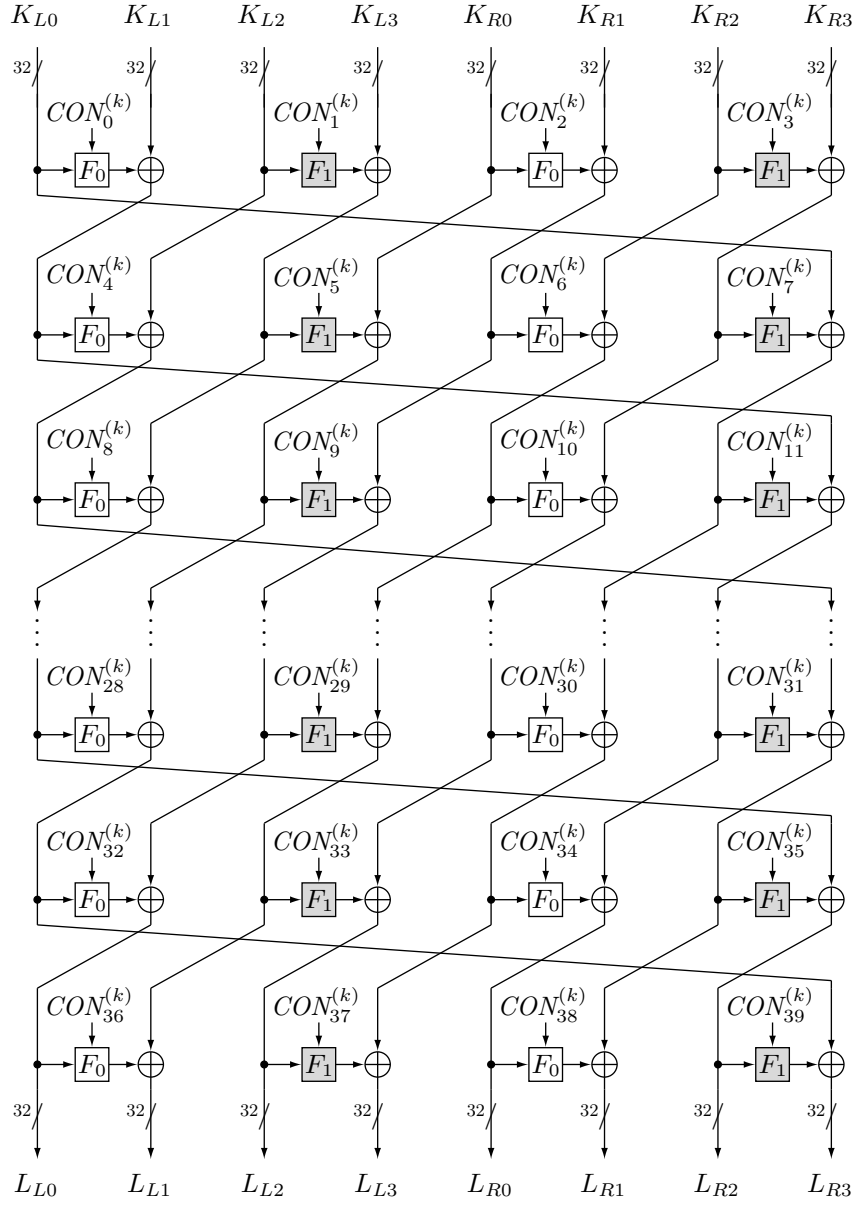 K_{L0} K_{L1} K_{L2} K_{L3} K_{R0} K_{R1} K_{R2} K_{R3}
32 32 32 32 32 32 32 32
CON_0^{(k)} CON_1^{(k)} CON_2^{(k)} CON_3^{(k)}
F_0 F_1 F_0 F_1
CON_4^{(k)} CON_5^{(k)} CON_6^{(k)} CON_7^{(k)}
F_0 F_1 F_0 F_1
CON_8^{(k)} CON_9^{(k)} CON_{10}^{(k)} CON_{11}^{(k)}
F_0 F_1 F_0 F_1
CON_{28}^{(k)} CON_{29}^{(k)} CON_{30}^{(k)} CON_{31}^{(k)}
F_0 F_1 F_0 F_1
CON_{32}^{(k)} CON_{33}^{(k)} CON_{34}^{(k)} CON_{35}^{(k)}
F_0 F_1 F_0 F_1
CON_{36}^{(k)} CON_{37}^{(k)} CON_{38}^{(k)} CON_{39}^{(k)}
F_0 F_1 F_0 F_1
32 32 32 32 32 32 32 32
L_{L0} L_{L1} L_{L2} L_{L3} L_{R0} L_{R1} L_{R2} L_{R3}